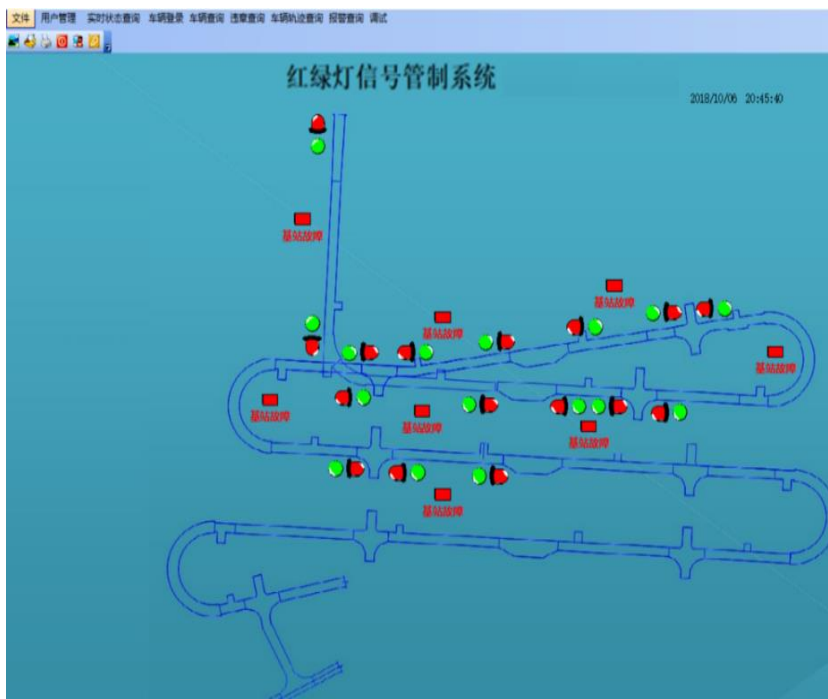 文件 用户管理 实时状态查询 车辆登录 车辆查询 违章查询 车辆轨迹查询 报警查询 调试
红绿灯信号管制系统
2018/10/06 20:45:40
基站故障
基站故障
基站故障
基站故障
基站故障
基站故障
基站故障
基站故障